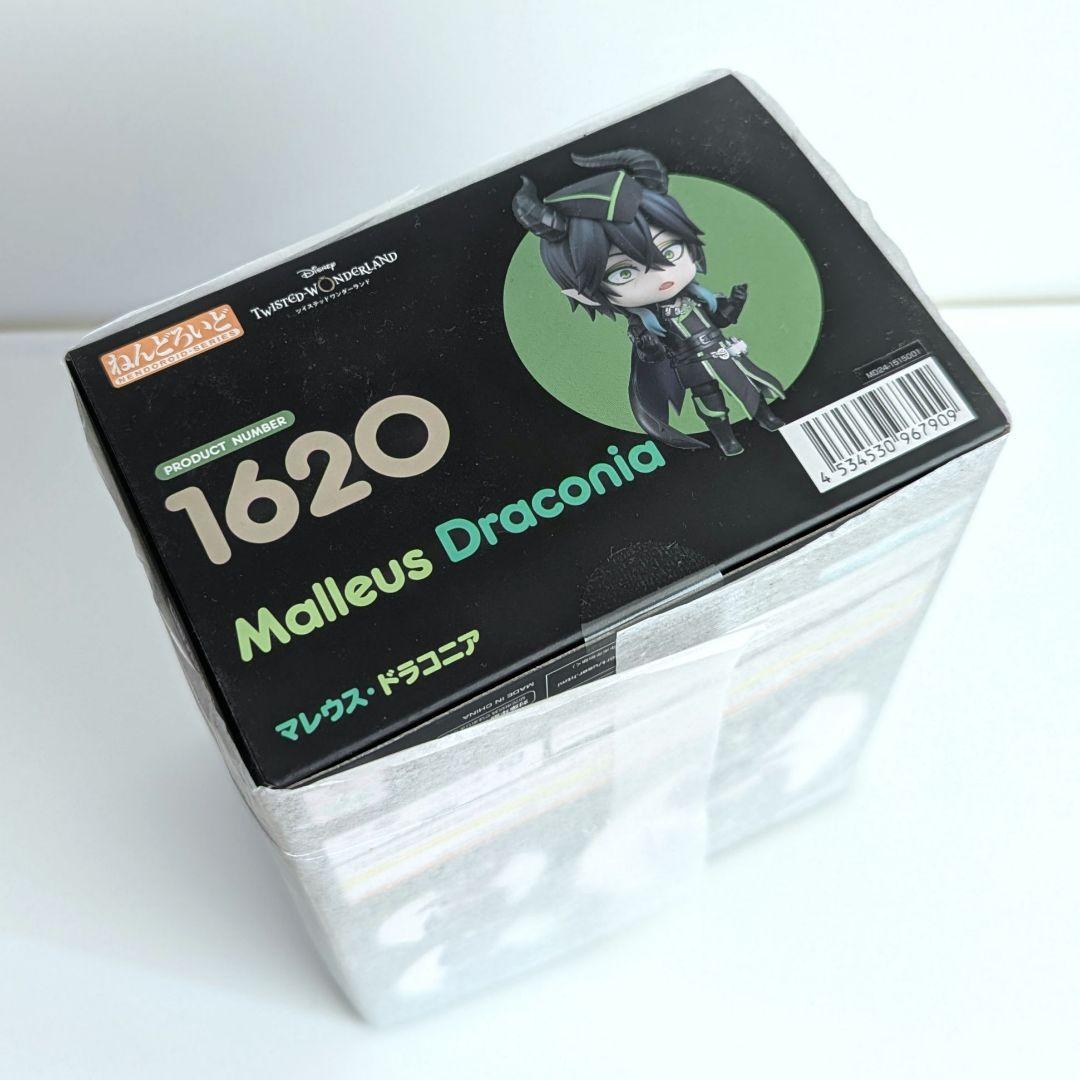 ねんどろいど
NENDOROID・SERIES
Disney
TWISTED-WONDERLAND
ツイステッドワンダーランド
PRODUCT NUMBER
1620
Malleus Draconia
マレウス・ドラコニア
MD24-1515001
4 534530 967909
MADE IN CHINA